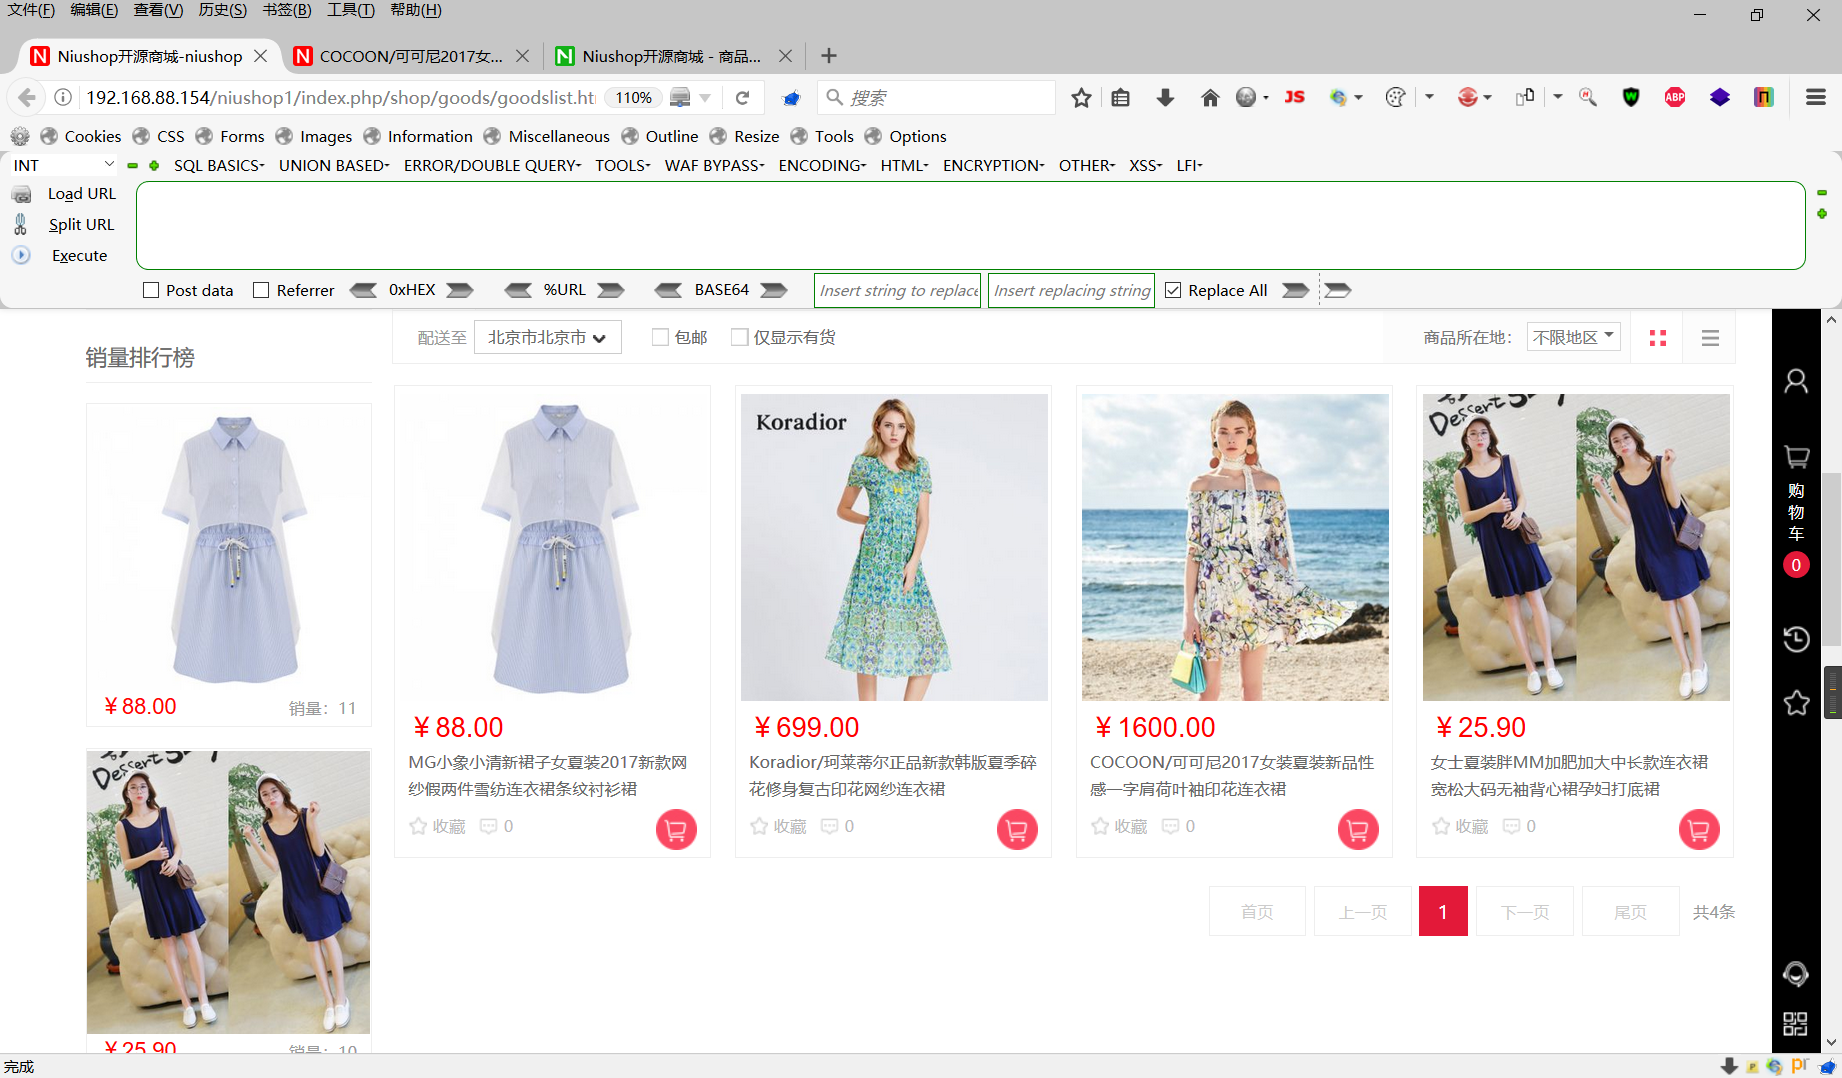 文件(F) 编辑(E) 查看(V) 历史(S) 书签(B) 工具(T) 帮助(H)
Niushop开源商城-niushop
COCOON/可可尼2017女...
Niushop开源商城 - 商品...
192.168.88.154/niushop1/index.php/shop/goods/goodslist.ht
110%
搜索
JS
ABP
Cookies CSS Forms Images Information Miscellaneous Outline Resize Tools Options
INT
SQL BASICS UNION BASED ERROR/DOUBLE QUERY TOOLS WAF BYPASS ENCODING HTML ENCRYPTION OTHER XSS LFI
Load URL
Split URL
Execute
Post data Referrer 0xHEX %URL BASE64 Insert string to replace Insert replacing string Replace All
销量排行榜
配送至 北京市北京市 包邮 仅显示有货 商品所在地: 不限地区
¥88.00 销量: 11
Dessert
¥25.90 销量: 10
¥88.00
MG小象小清新裙子女夏装2017新款网
纱假两件雪纺连衣裙条纹衬衫裙
收藏 0
Koradior
¥699.00
Koradior/珂莱蒂尔正品新款韩版夏季碎
花修身复古印花网纱连衣裙
收藏 0
¥1600.00
COCOON/可可尼2017女装夏装新品性
感一字肩荷叶袖印花连衣裙
收藏 0
Dessert
¥25.90
女士夏装胖MM加肥加大中长款连衣裙
宽松大码无袖背心裙孕妇打底裙
收藏 0
首页 上一页 1 下一页 尾页 共4条
购
物
车
0
完成
pr